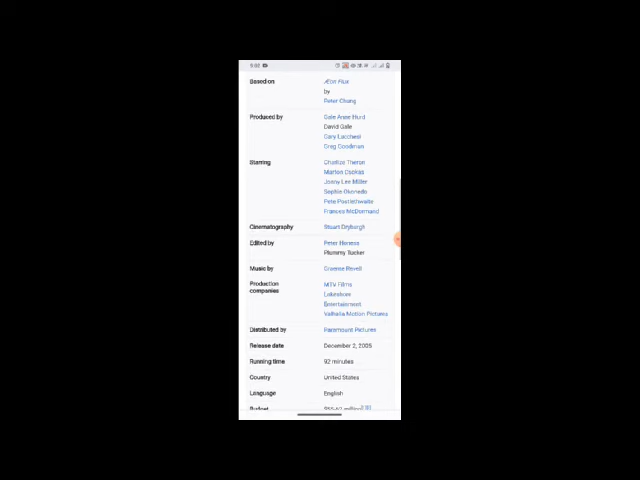 Based on
Æon Flux
by
Peter Chung
Produced by
Gale Anne Hurd
David Gale
Gary Lucchesi
Greg Goodman
Starring
Charlize Theron
Marton Csokas
Jonny Lee Miller
Sophie Okonedo
Pete Postlethwaite
Frances McDormand
Cinematography
Stuart Dryburgh
Edited by
Peter Honess
Plummy Tucker
Music by
Graeme Revell
Production
companies
MTV Films
Lakeshore
Entertainment
Valhalla Motion Pictures
Distributed by
Paramount Pictures
Release date
December 2, 2005
Running time
92 minutes
Country
United States
Language
English
Budget
million